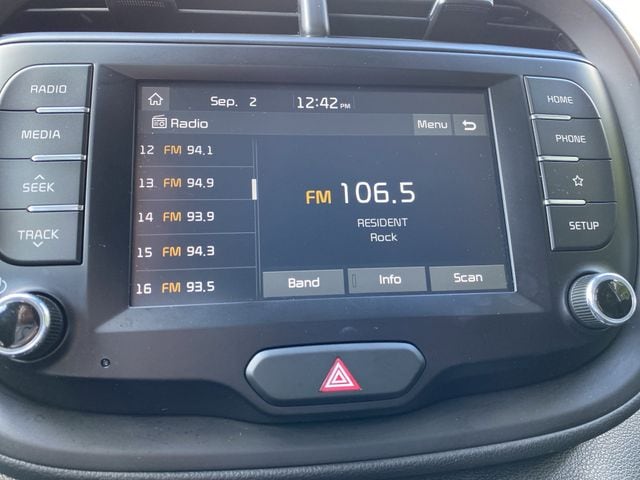 RADIO
MEDIA
SEEK
TRACK
Sep. 2 12:42 PM
Radio
Menu
12 FM 94.1
13 FM 94.9
14 FM 93.9
15 FM 94.3
16 FM 93.5
FM 106.5
RESIDENT
Rock
Band
Info
Scan
HOME
PHONE
SETUP